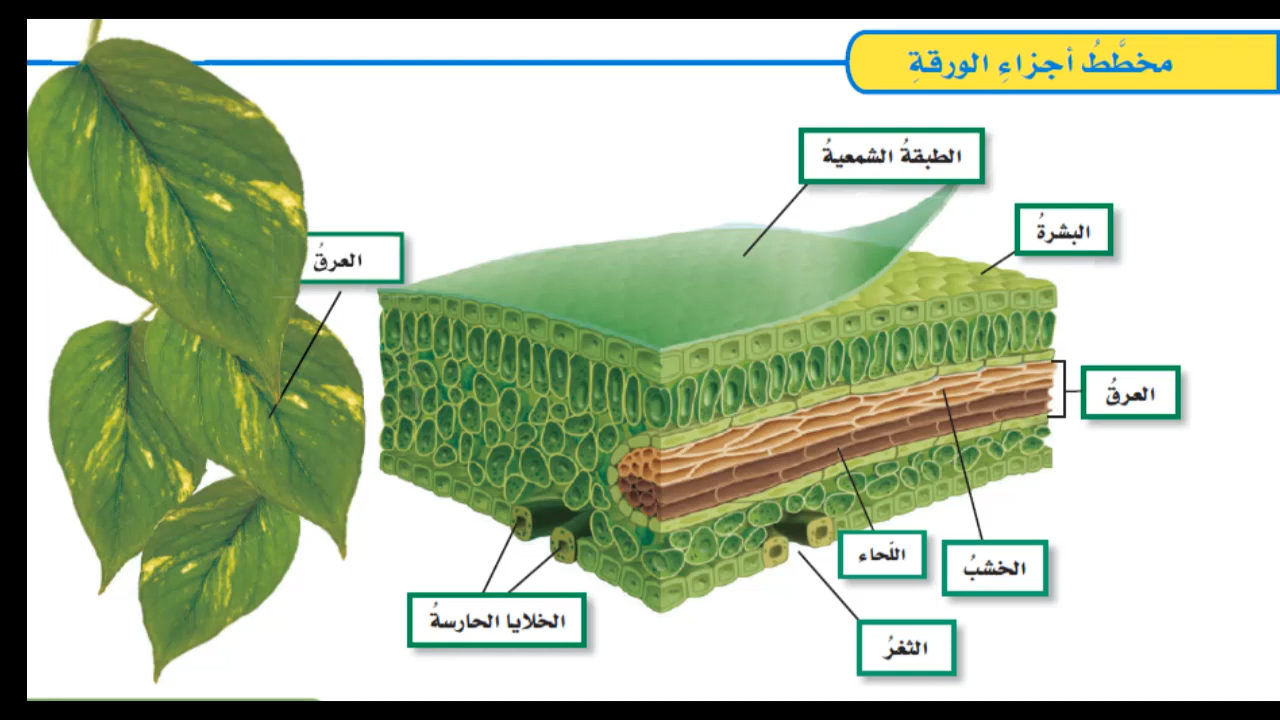 مخطَّطُ أجزاءِ الورقةِ
الطبقةُ الشمعيةُ
البشرةُ
العرقُ
العرقُ
اللّحاء
الخشبُ
الخلايا الحارسةُ
الثغرُ